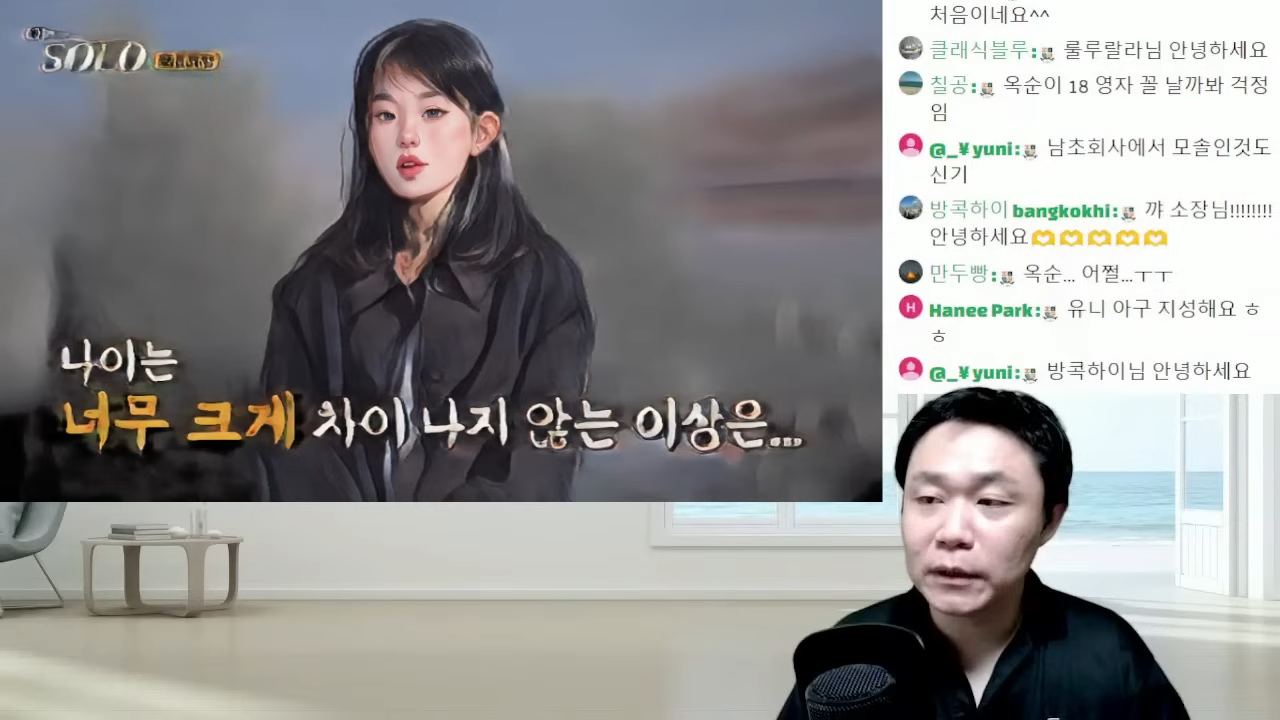 SOLO
나이는
너무 크게 차이 나지 않는 이상은...
처음이네요^^
클래식블루: 룰루랄라님 안녕하세요
칠공: 옥순이 18 영자 꼴 날까봐 걱정
임
@_¥ yuni: 남초회사에서 모솔인것도
신기
방콕하이 bangkokhi: 꺄 소장님!!!!!!!!
안녕하세요
만두빵: 옥순... 어쩔...ㅜㅜ
H Hanee Park: 유니 아구 지성해요 ㅎ
ㅎ
@_¥ yuni: 방콕하이님 안녕하세요